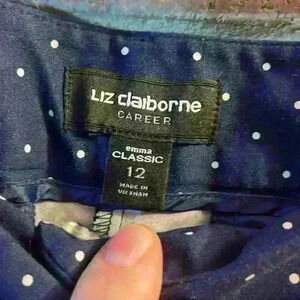 Liz claiborne
CAREER
emma
CLASSIC
12
MADE IN
VIETNAM